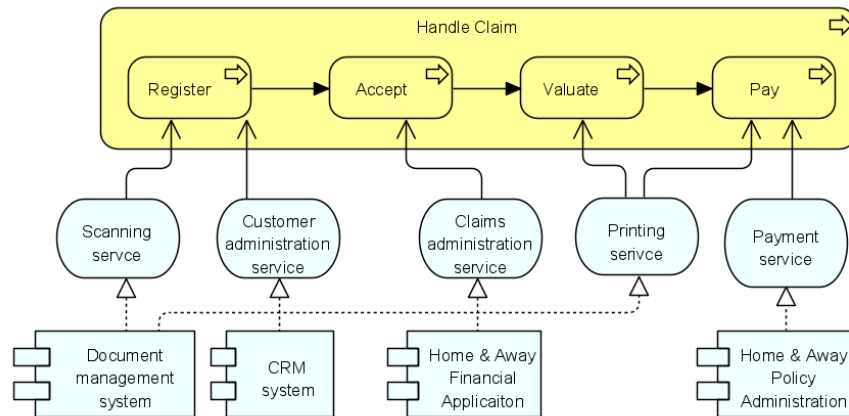 Handle Claim
Register
Accept
Valuate
Pay
Scanning
servce
Customer
administration
service
Claims
administration
service
Printing
serivce
Payment
service
Document
management
system
CRM
system
Home & Away
Financial
Applicaiton
Home & Away
Policy
Administration